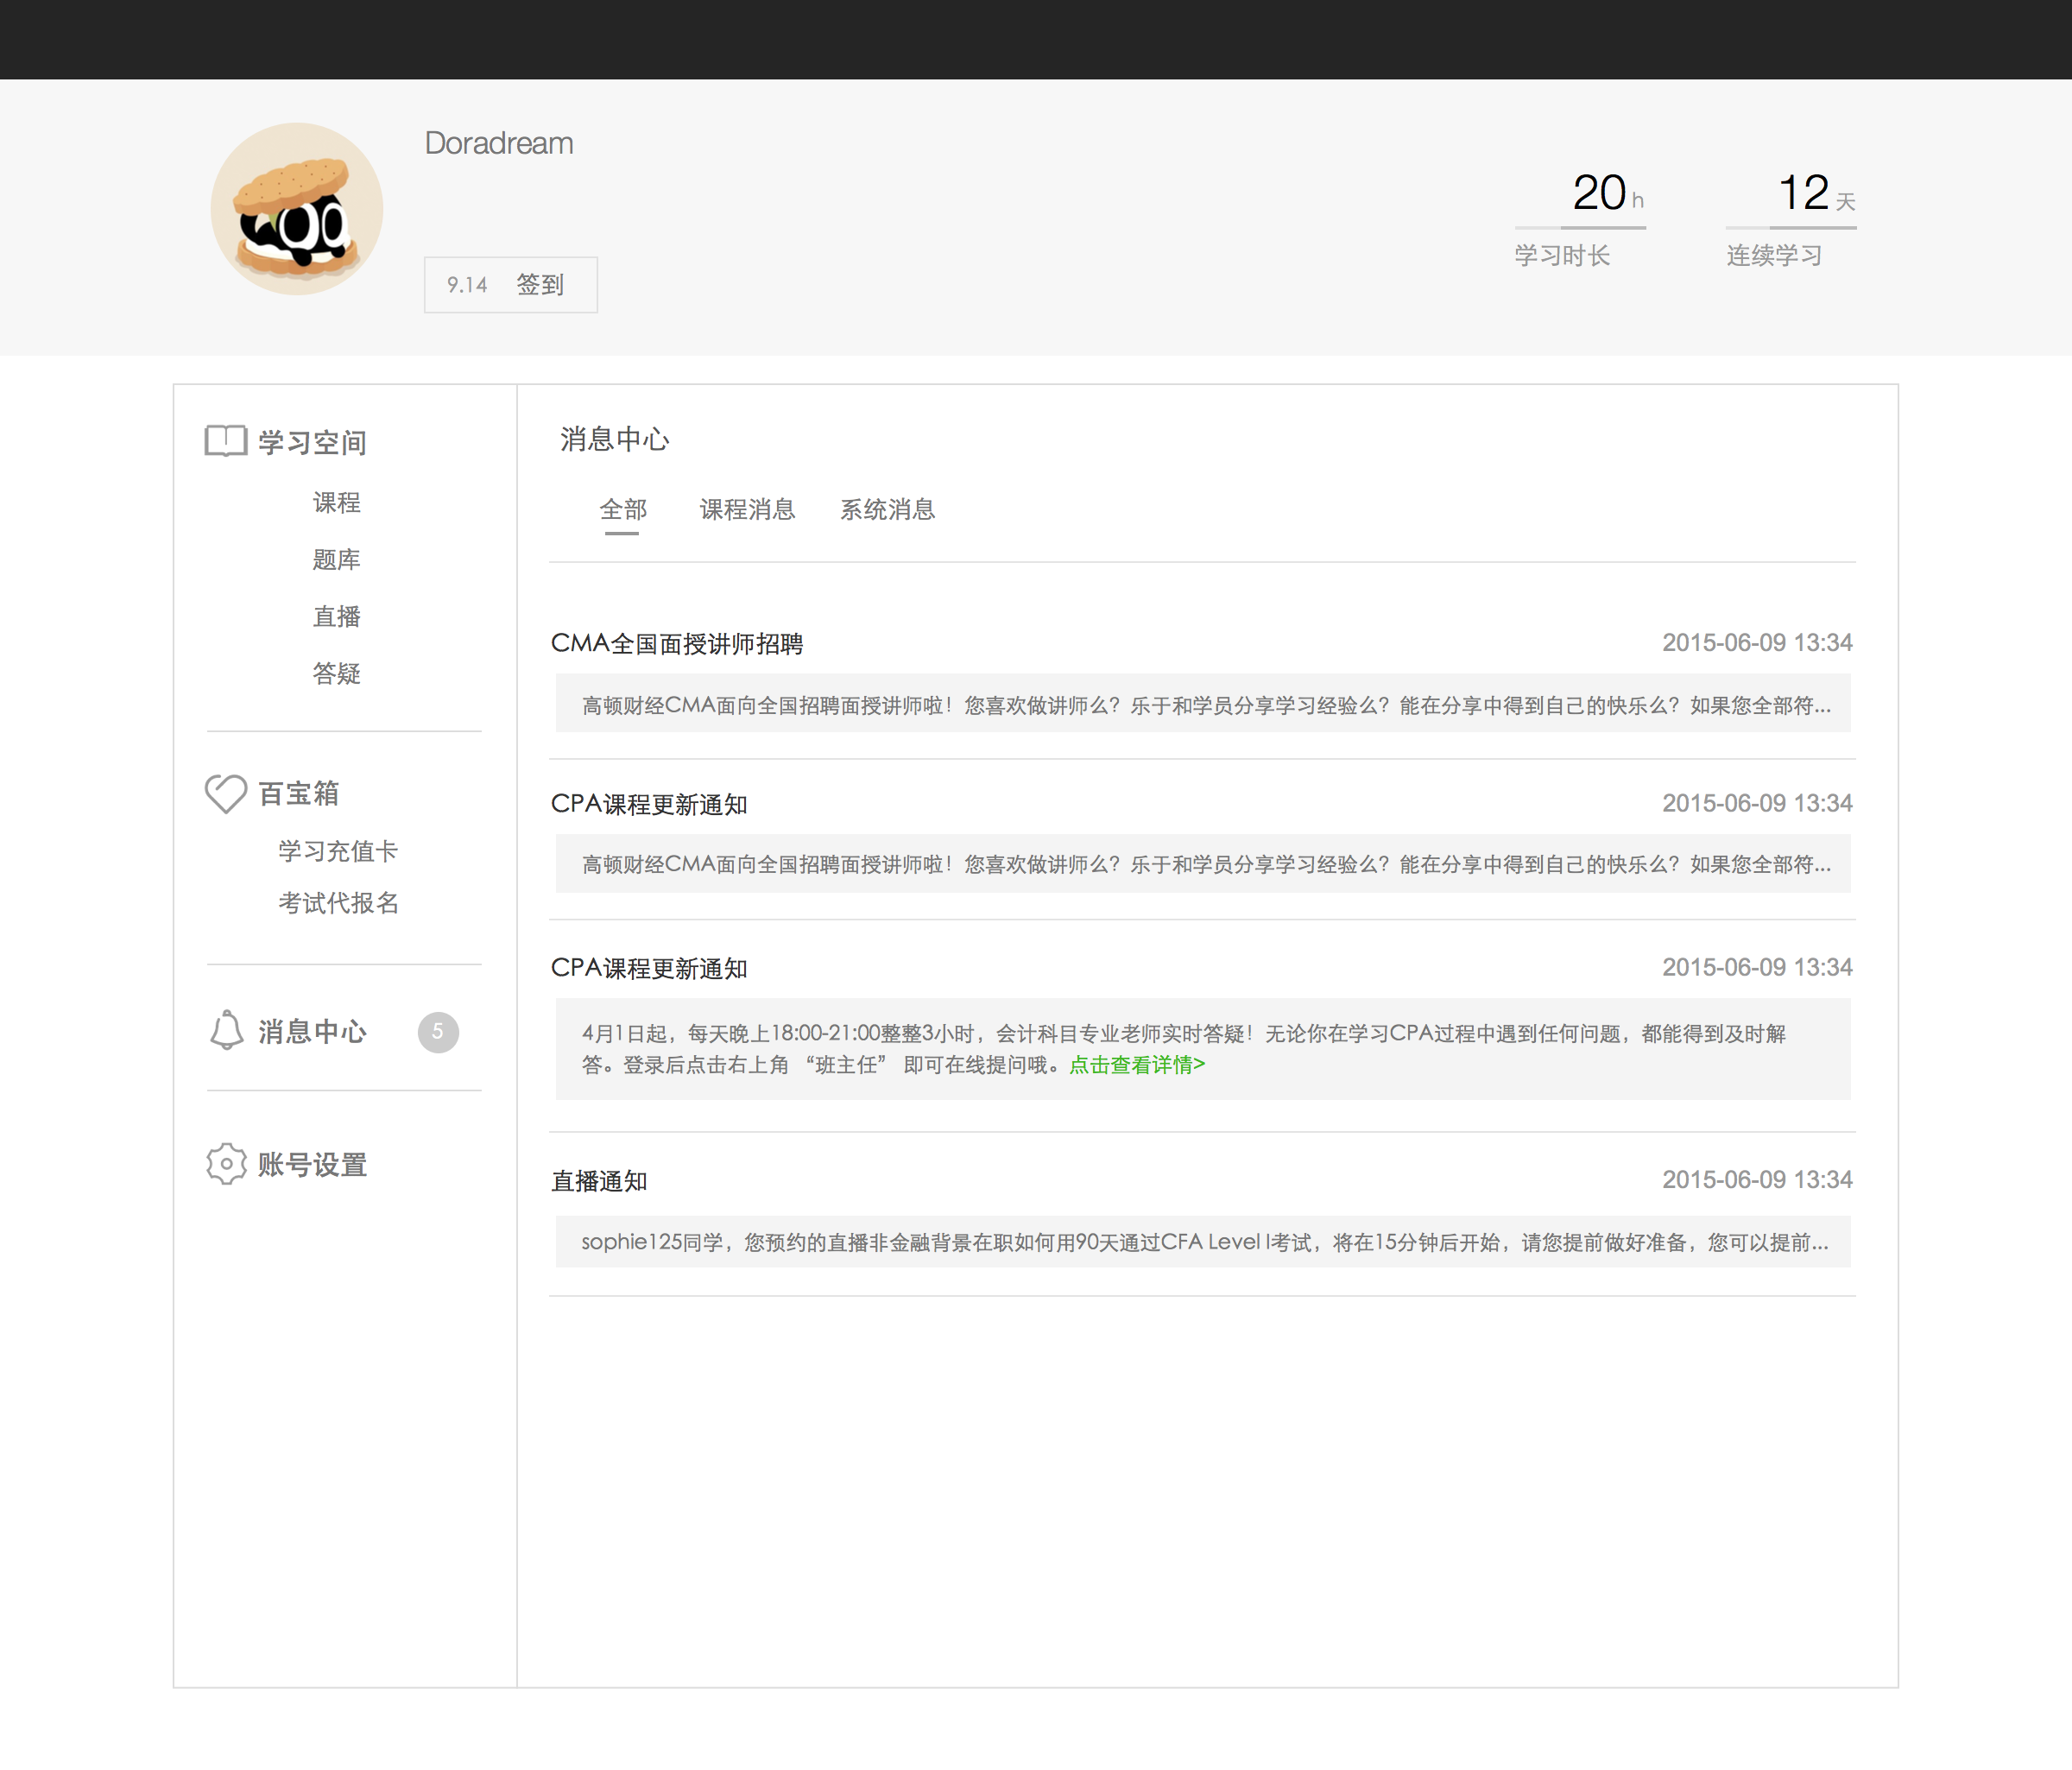 Doradream
9.14 签到
20 h
学习时长
12 天
连续学习
学习空间
课程
题库
直播
答疑
百宝箱
学习充值卡
考试代报名
消息中心 5
账号设置
消息中心
全部 课程消息 系统消息
CMA全国面授讲师招聘 2015-06-09 13:34
高顿财经CMA面向全国招聘面授讲师啦！您喜欢做讲师么？乐于和学员分享学习经验么？能在分享中得到自己的快乐么？如果您全部符...
CPA课程更新通知 2015-06-09 13:34
高顿财经CMA面向全国招聘面授讲师啦！您喜欢做讲师么？乐于和学员分享学习经验么？能在分享中得到自己的快乐么？如果您全部符...
CPA课程更新通知 2015-06-09 13:34
4月1日起，每天晚上18:00-21:00整整3小时，会计科目专业老师实时答疑！无论你在学习CPA过程中遇到任何问题，都能得到及时解
答。登录后点击右上角 “班主任” 即可在线提问哦。点击查看详情>
直播通知 2015-06-09 13:34
sophie125同学，您预约的直播非金融背景在职如何用90天通过CFA Level I考试，将在15分钟后开始，请您提前做好准备，您可以提前...